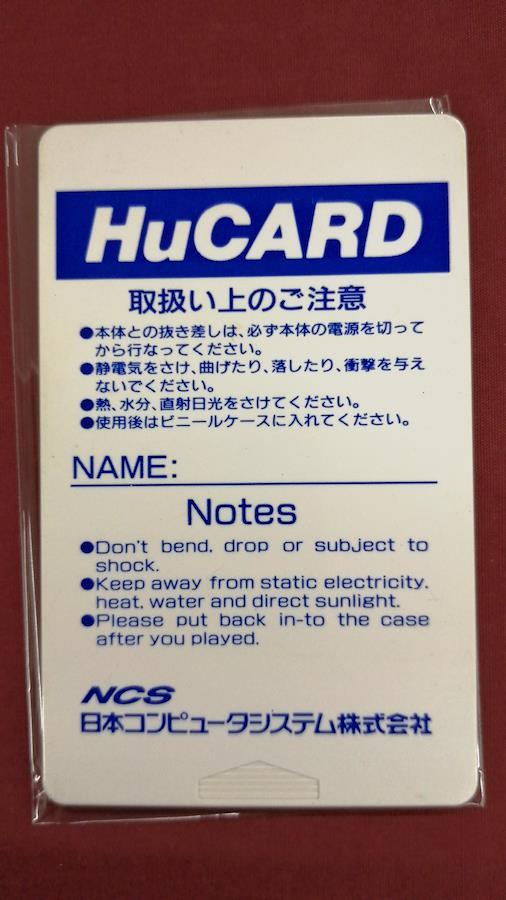 HuCARD
取扱い上のご注意
●本体との抜き差しは、必ず本体の電源を切って
から行なってください。
●静電気をさけ、曲げたり、落したり、衝撃を与え
ないでください。
●熱、水分、直射日光をさけてください。
●使用後はビニールケースに入れてください。
NAME:
Notes
●Don't bend, drop or subject to
shock.
●Keep away from static electricity,
heat, water and direct sunlight.
●Please put back in-to the case
after you played.
NCS
日本コンピュータシステム株式会社